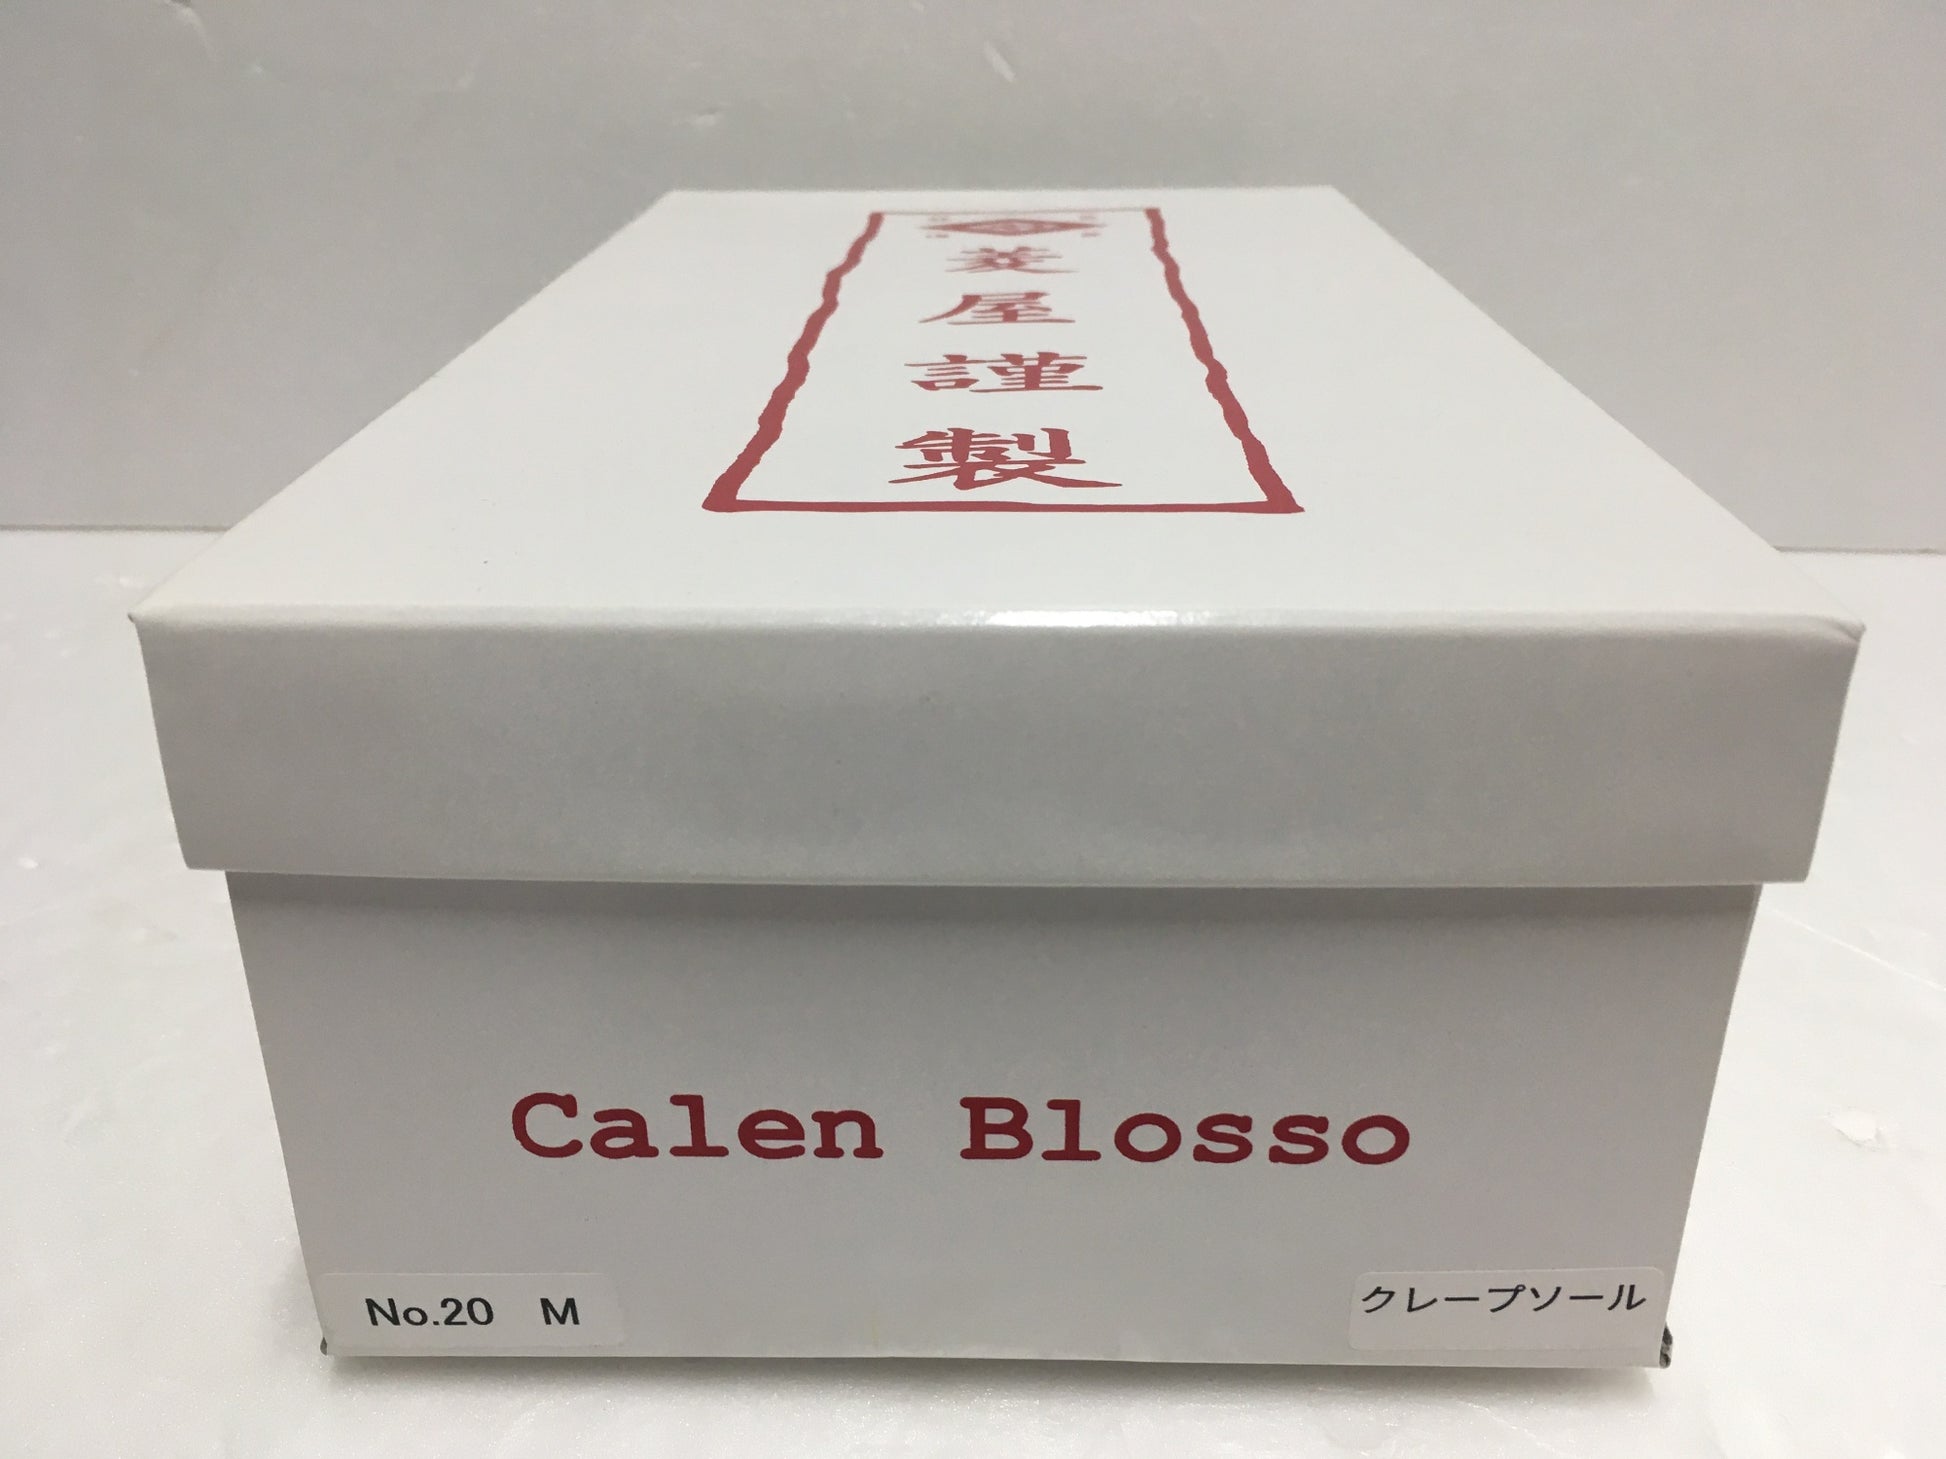 菱屋謹製
Calen Blosso
No.20 M
クレープソール